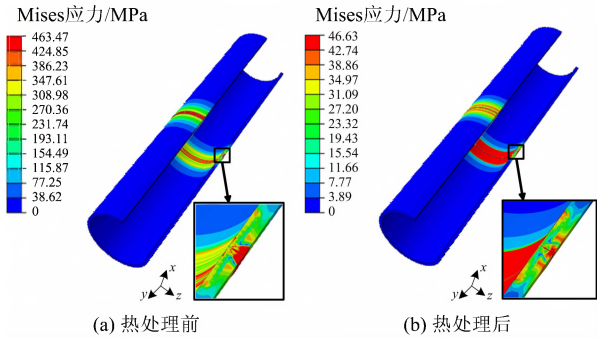 Mises应力/MPa
463.47
424.85
386.23
347.61
308.98
270.36
231.74
193.11
154.49
115.87
77.25
38.62
0
x
y
z
(a) 热处理前
Mises应力/MPa
46.63
42.74
38.86
34.97
31.09
27.20
23.32
19.43
15.54
11.66
7.77
3.89
0
x
y
z
(b) 热处理后